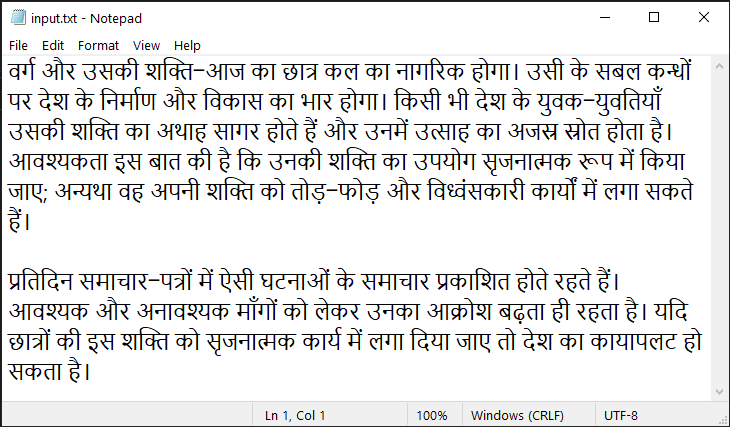 input.txt - Notepad
File Edit Format View Help
वर्ग और उसकी शक्ति-आज का छात्र कल का नागरिक होगा। उसी के सबल कन्धों
पर देश के निर्माण और विकास का भार होगा। किसी भी देश के युवक-युवतियाँ
उसकी शक्ति का अथाह सागर होते हैं और उनमें उत्साह का अजस्र स्रोत होता है।
आवश्यकता इस बात की है कि उनकी शक्ति का उपयोग सृजनात्मक रूप में किया
जाए; अन्यथा वह अपनी शक्ति को तोड़-फोड़ और विध्वंसकारी कार्यों में लगा सकते
हैं।
प्रतिदिन समाचार-पत्रों में ऐसी घटनाओं के समाचार प्रकाशित होते रहते हैं।
आवश्यक और अनावश्यक माँगों को लेकर उनका आक्रोश बढ़ता ही रहता है। यदि
छात्रों की इस शक्ति को सृजनात्मक कार्य में लगा दिया जाए तो देश का कायापलट हो
सकता है।
Ln 1, Col 1 100% Windows (CRLF) UTF-8